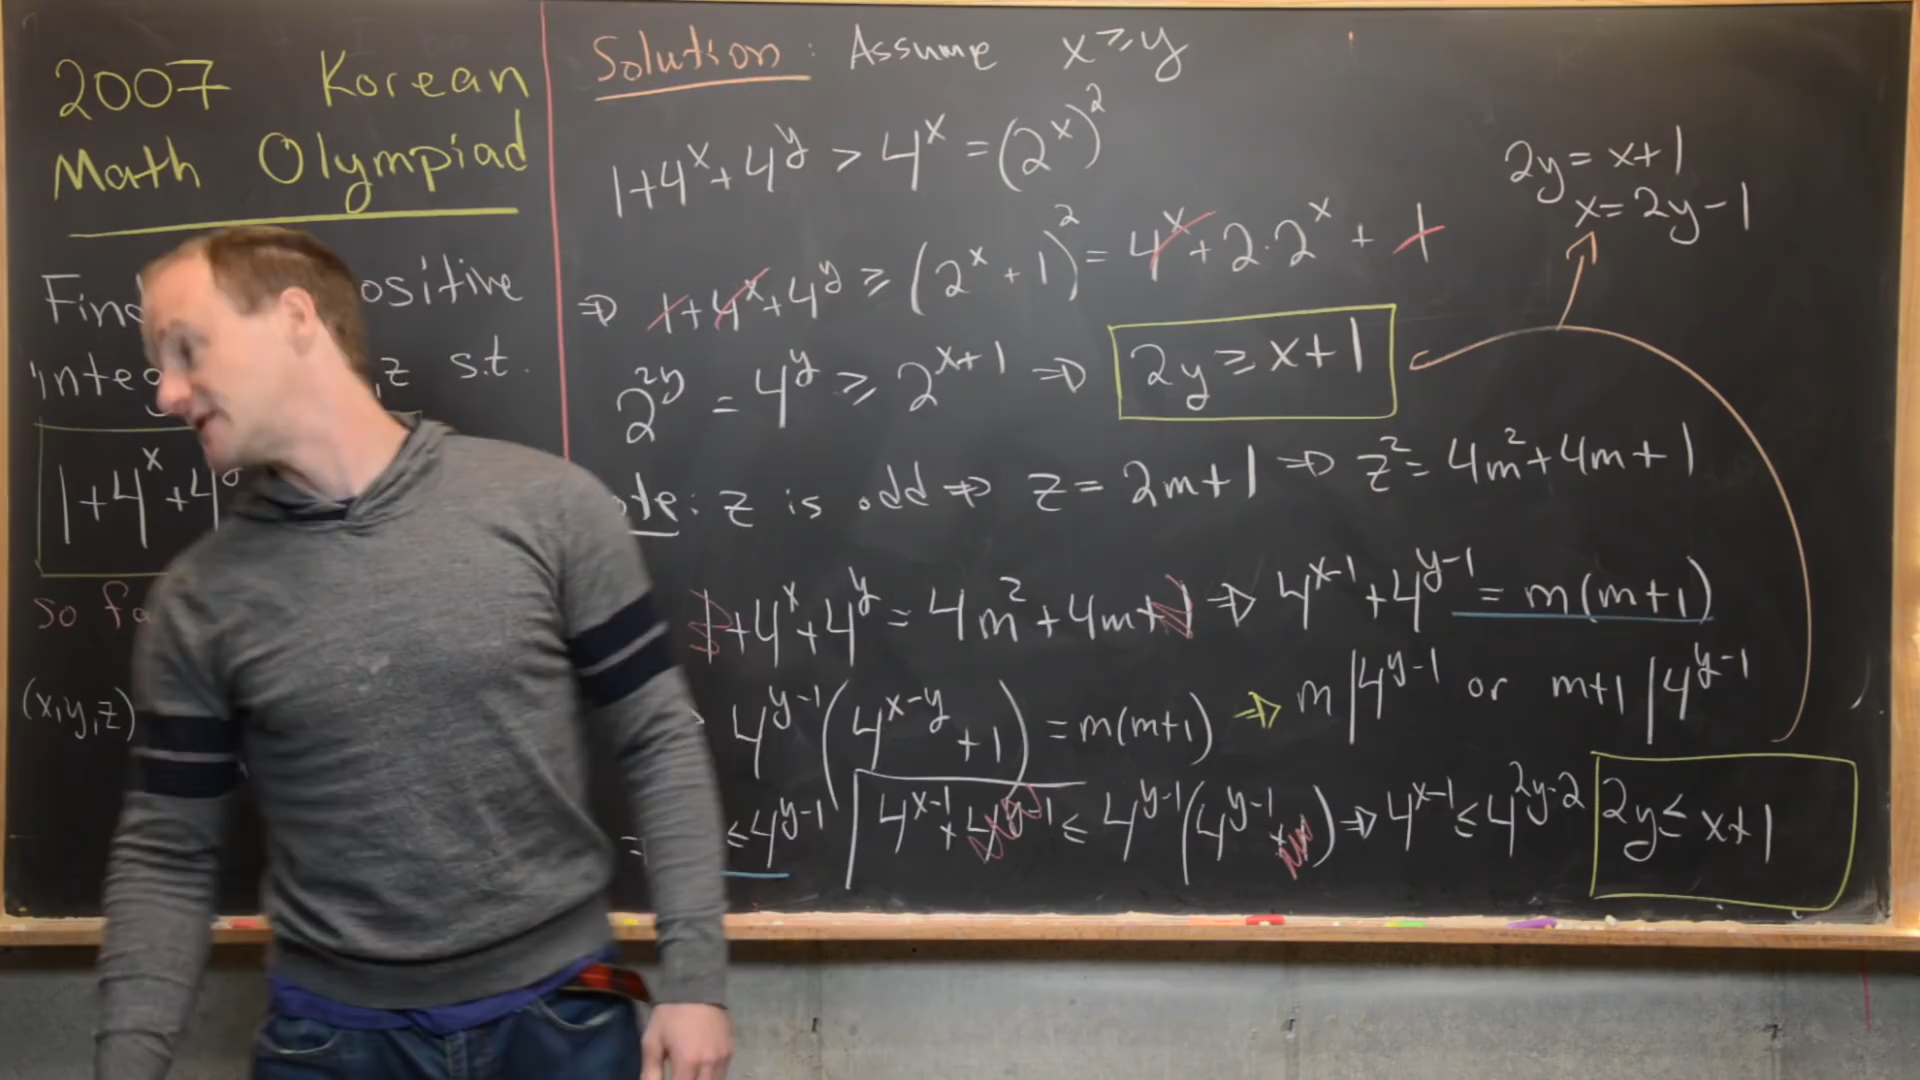 2007 Korean
Math Olympiad
Find ositive
integ ,z s.t.
1+4^x+4^y
so fa
(x,y,z)
Solution: Assume x ≥ y
1+4^x+4^y > 4^x = (2^x)^2
⇒ 1+4^x+4^y ≥ (2^x+1)^2 = 4^x + 2·2^x + 1
2^{2y} = 4^y ≥ 2^{x+1} ⇒ 2y ≥ x+1
2y = x+1
x = 2y-1
ote: z is odd ⇒ z = 2m+1 ⇒ z^2 = 4m^2+4m+1
1+4^x+4^y = 4m^2+4m+1 ⇒ 4^{x-1}+4^{y-1} = m(m+1)
4^{y-1}(4^{x-y}+1) = m(m+1) ⇒ m|4^{y-1} or m+1|4^{y-1}
≤ 4^{y-1} | 4^{x-1}+4^{y-1} ≤ 4^{y-1}(4^{y-1}+1) ⇒ 4^{x-1} ≤ 4^{2y-2} 2y ≤ x+1